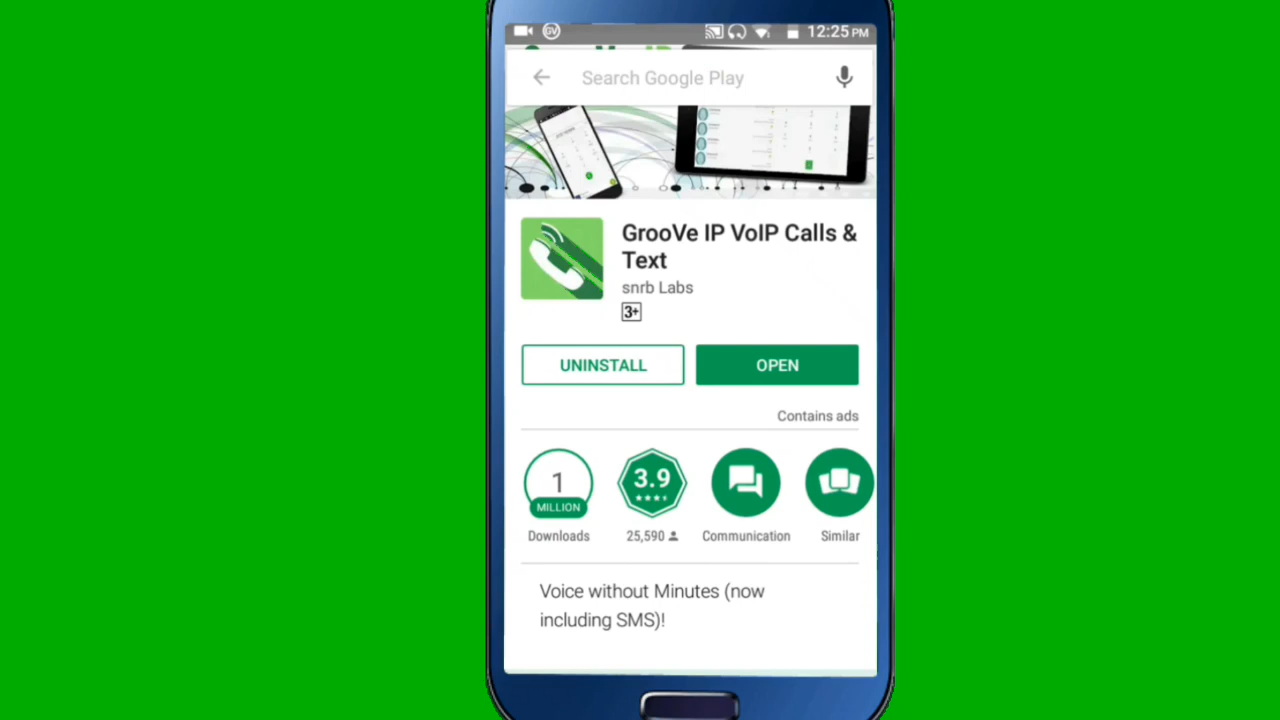 GV
12:25 PM
Search Google Play
GrooVe IP VoIP Calls &
Text
snrb Labs
3+
UNINSTALL
OPEN
Contains ads
1
MILLION
3.9
Downloads
25,590
Communication
Similar
Voice without Minutes (now
including SMS)!